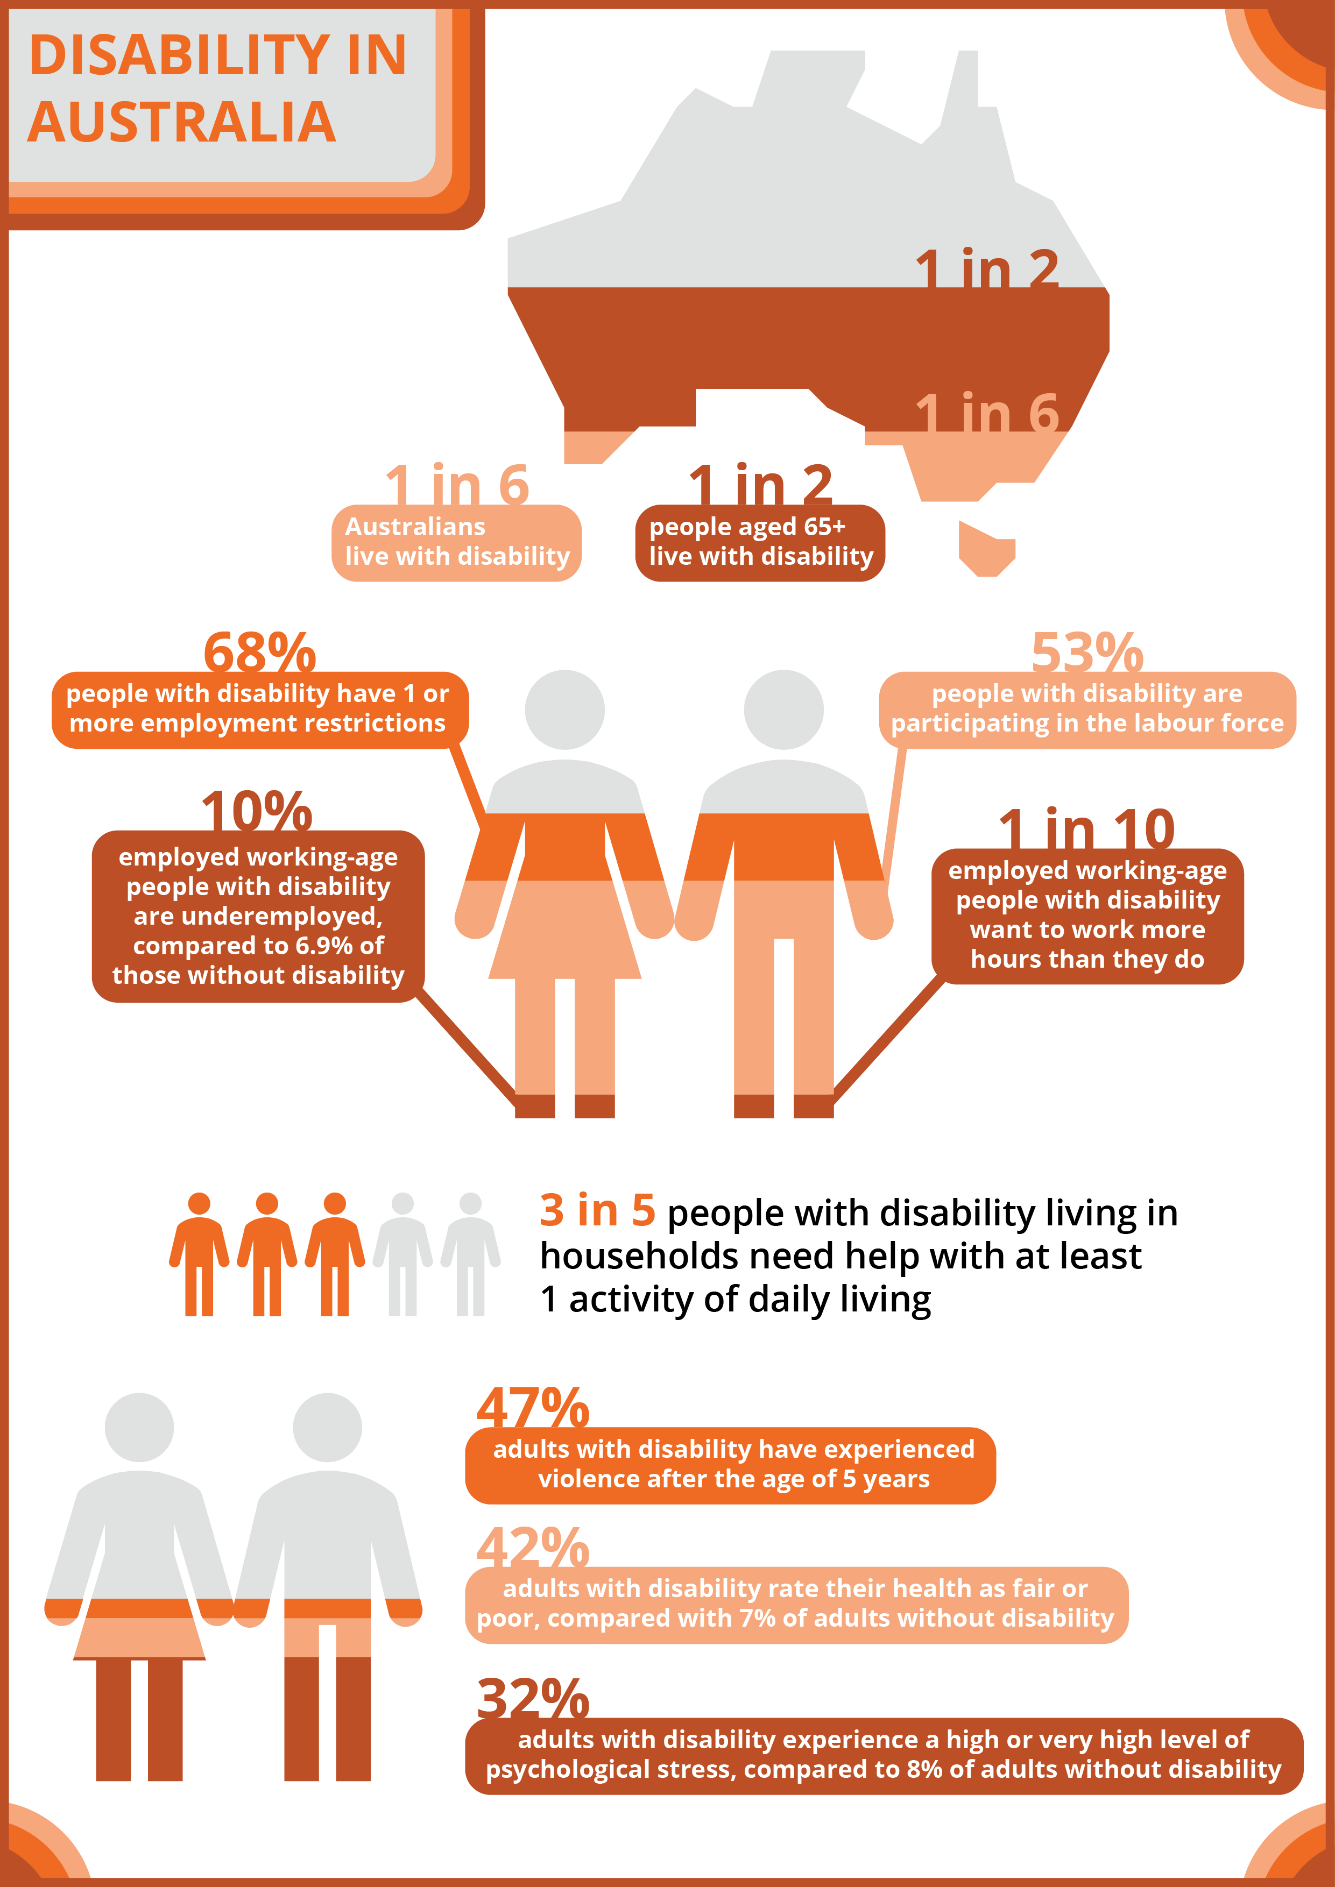 DISABILITY IN
AUSTRALIA
1 in 2
1 in 6
1 in 6
Australians
live with disability
1 in 2
people aged 65+
live with disability
68%
people with disability have 1 or
more employment restrictions
53%
people with disability are
participating in the labour force
10%
employed working-age
people with disability
are underemployed,
compared to 6.9% of
those without disability
1 in 10
employed working-age
people with disability
want to work more
hours than they do
3 in 5 people with disability living in
households need help with at least
1 activity of daily living
47%
adults with disability have experienced
violence after the age of 5 years
42%
adults with disability rate their health as fair or
poor, compared with 7% of adults without disability
32%
adults with disability experience a high or very high level of
psychological stress, compared to 8% of adults without disability